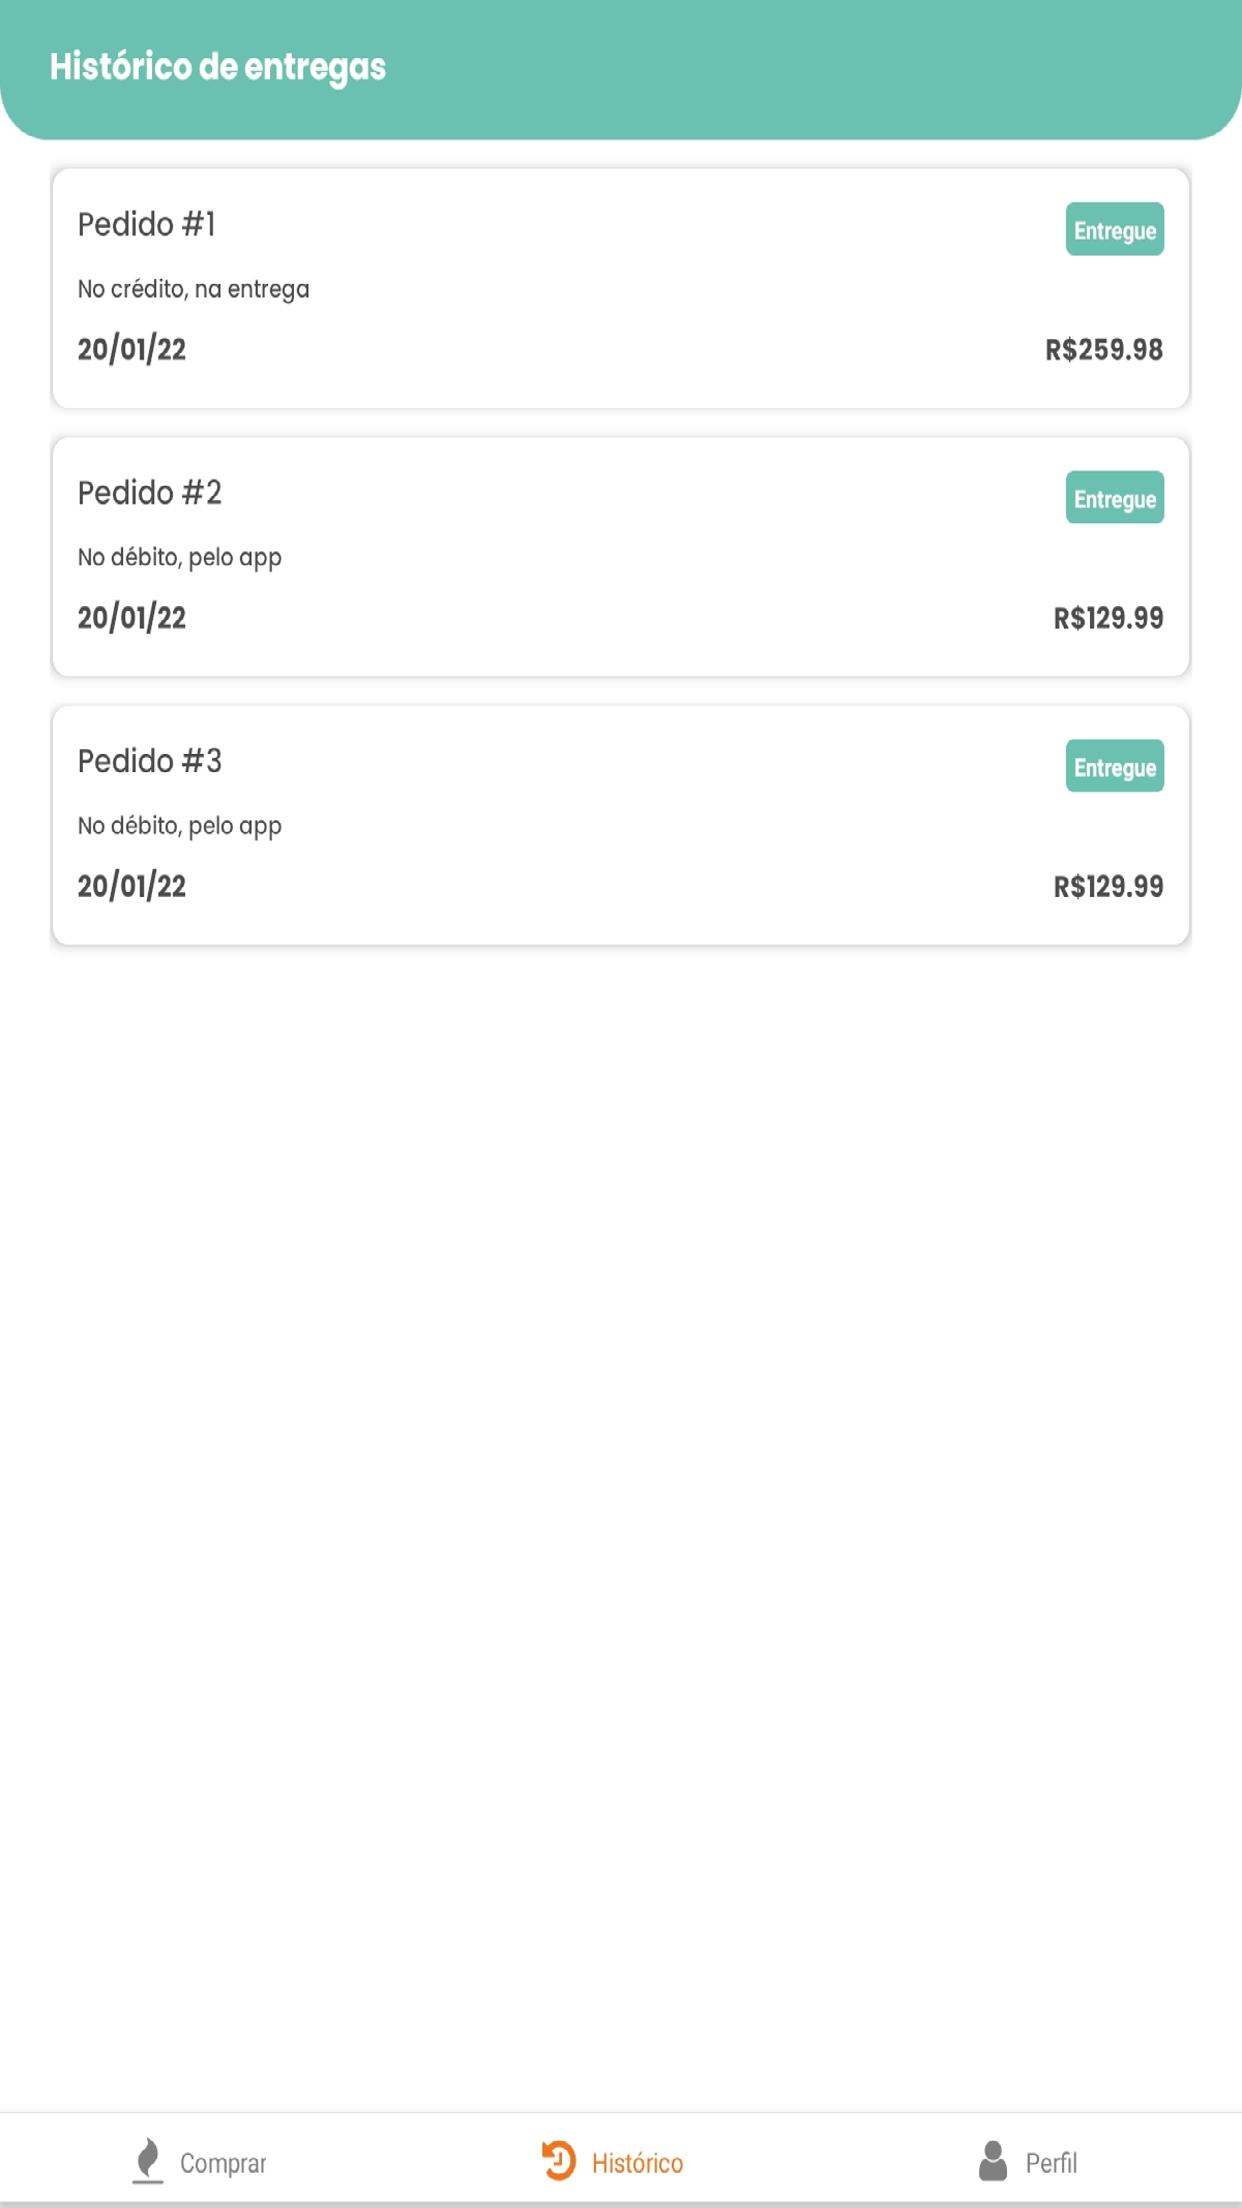 Histórico de entregas
Pedido #1
Entregue
No crédito, na entrega
20/01/22
R$259.98
Pedido #2
Entregue
No débito, pelo app
20/01/22
R$129.99
Pedido #3
Entregue
No débito, pelo app
20/01/22
R$129.99
Comprar
Histórico
Perfil